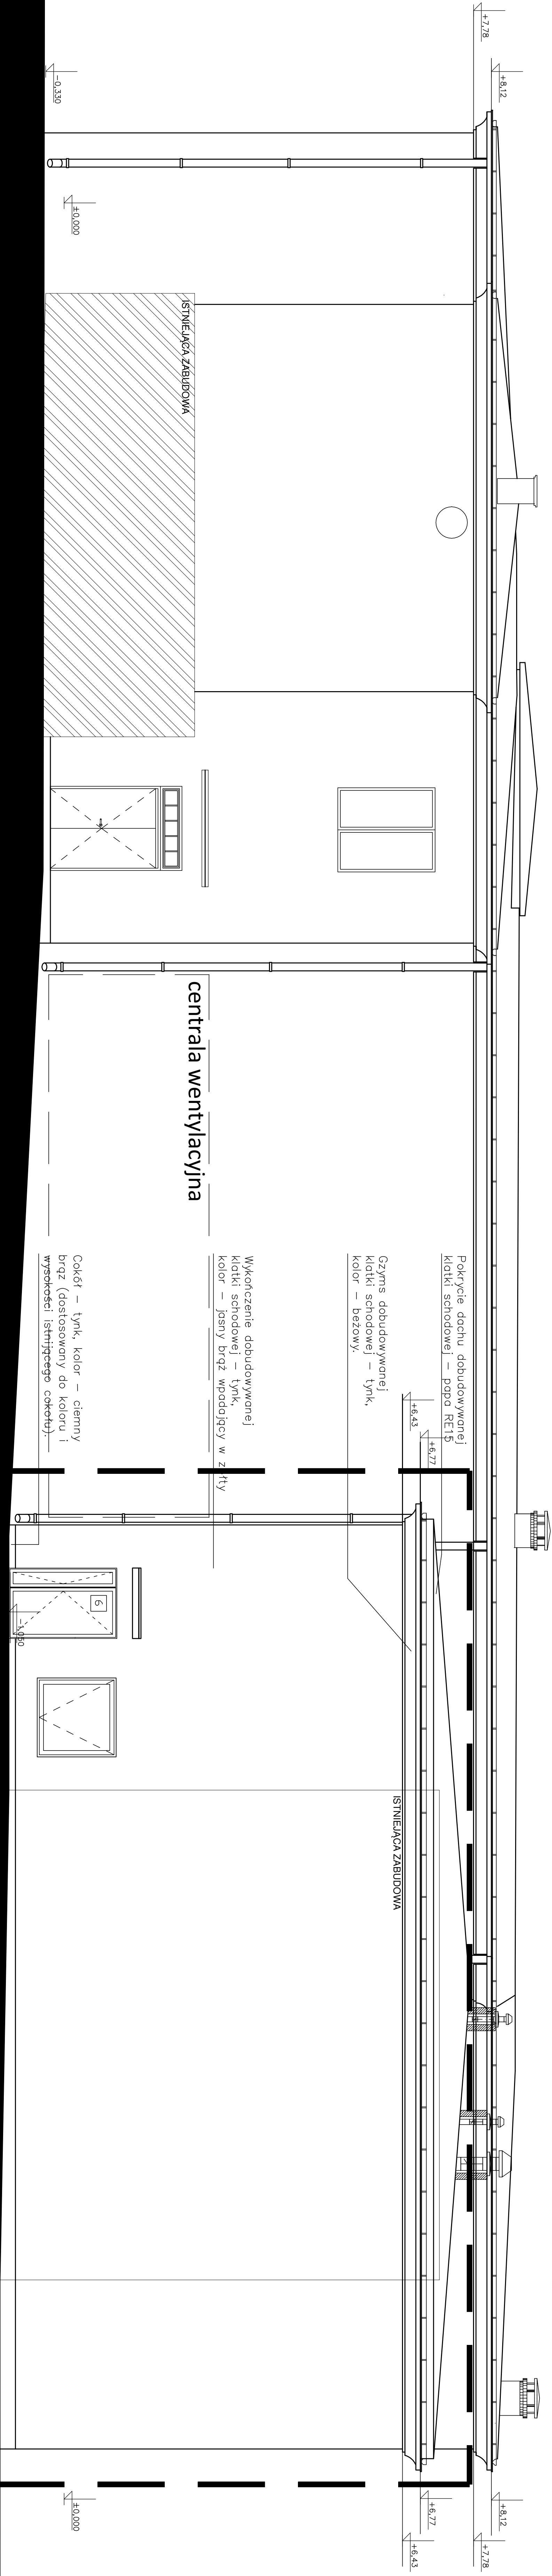 +7,78
+8,12
-0,330
±0,000
ISTNIEJĄCA ZABUDOWA
centrala wentylacyjna
Pokrycie dachu dobudowywanej
klatki schodowej – papa RE15
Gzyms dobudowywanej
klatki schodowej – tynk,
kolor – beżowy.
Wykończenie dobudowywanej
klatki schodowej – tynk,
kolor – jasny brąz wpadający w żółty
Cokół – tynk, kolor – ciemny
brąz (dostosowany do koloru i
wysokości istnijącego cokołu).
+6,43
+6,77
6
-1,050
ISTNIEJĄCA ZABUDOWA
+8,12
+7,78
+6,77
+6,43
±0,000